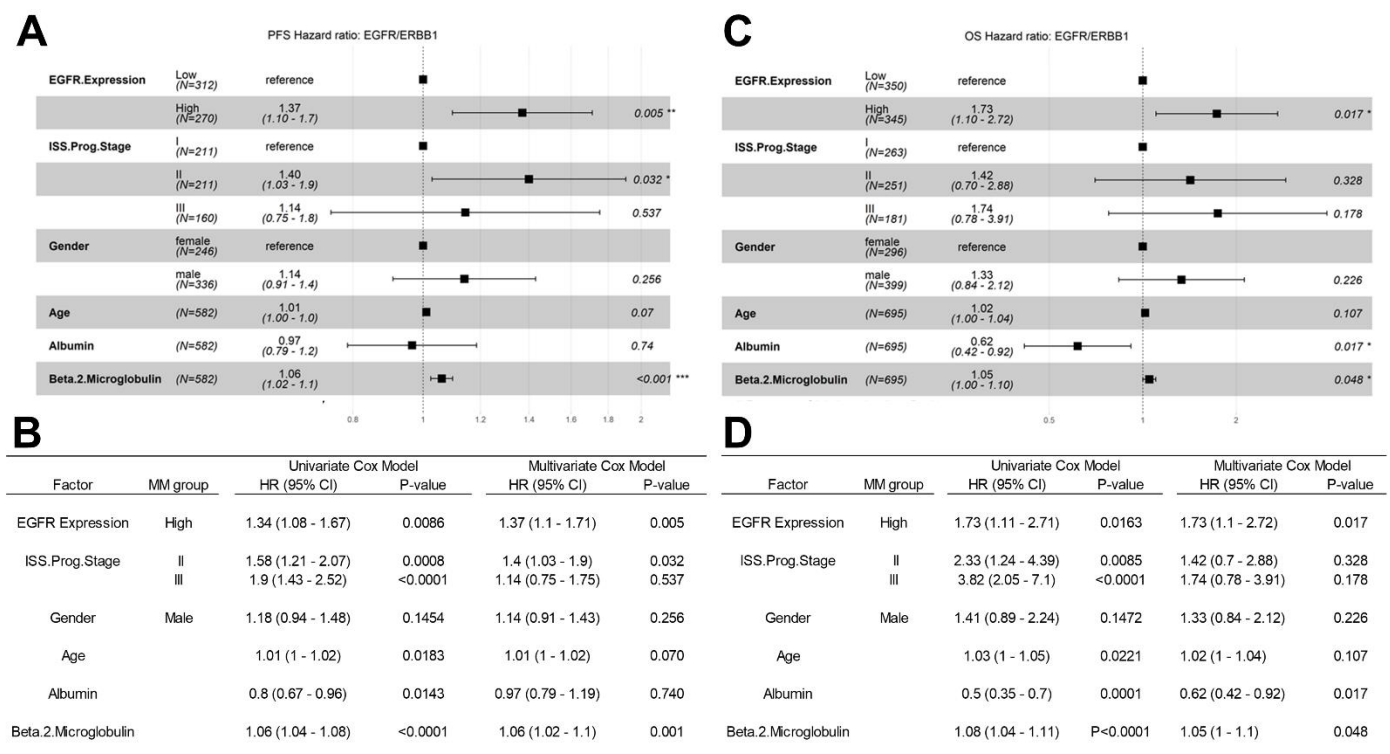 A
PFS Hazard ratio: EGFR/ERBB1
EGFR.Expression Low reference
(N=312)
High 1.37
(N=270) (1.10 - 1.7) 0.005 **
ISS.Prog.Stage I reference
(N=211)
II 1.40
(N=211) (1.03 - 1.9) 0.032 *
III 1.14
(N=160) (0.75 - 1.8) 0.537
Gender female reference
(N=246)
male 1.14
(N=336) (0.91 - 1.4) 0.256
Age (N=582) 1.01
(1.00 - 1.0) 0.07
Albumin (N=582) 0.97
(0.79 - 1.2) 0.74
Beta.2.Microglobulin (N=582) 1.06
(1.02 - 1.1) <0.001 ***
0.8 1 1.2 1.4 1.6 1.8 2
C
OS Hazard ratio: EGFR/ERBB1
EGFR.Expression Low reference
(N=350)
High 1.73
(N=345) (1.10 - 2.72) 0.017 *
ISS.Prog.Stage I reference
(N=263)
II 1.42
(N=251) (0.70 - 2.88) 0.328
III 1.74
(N=181) (0.78 - 3.91) 0.178
Gender female reference
(N=296)
male 1.33
(N=399) (0.84 - 2.12) 0.226
Age (N=695) 1.02
(1.00 - 1.04) 0.107
Albumin (N=695) 0.62
(0.42 - 0.92) 0.017 *
Beta.2.Microglobulin (N=695) 1.05
(1.00 - 1.10) 0.048 *
0.5 1 2
B
Univariate Cox Model Multivariate Cox Model
Factor MM group HR (95% CI) P-value HR (95% CI) P-value
EGFR Expression High 1.34 (1.08 - 1.67) 0.0086 1.37 (1.1 - 1.71) 0.005
ISS.Prog.Stage II 1.58 (1.21 - 2.07) 0.0008 1.4 (1.03 - 1.9) 0.032
III 1.9 (1.43 - 2.52) <0.0001 1.14 (0.75 - 1.75) 0.537
Gender Male 1.18 (0.94 - 1.48) 0.1454 1.14 (0.91 - 1.43) 0.256
Age 1.01 (1 - 1.02) 0.0183 1.01 (1 - 1.02) 0.070
Albumin 0.8 (0.67 - 0.96) 0.0143 0.97 (0.79 - 1.19) 0.740
Beta.2.Microglobulin 1.06 (1.04 - 1.08) <0.0001 1.06 (1.02 - 1.1) 0.001
D
Univariate Cox Model Multivariate Cox Model
Factor MM group HR (95% CI) P-value HR (95% CI) P-value
EGFR Expression High 1.73 (1.11 - 2.71) 0.0163 1.73 (1.1 - 2.72) 0.017
ISS.Prog.Stage II 2.33 (1.24 - 4.39) 0.0085 1.42 (0.7 - 2.88) 0.328
III 3.82 (2.05 - 7.1) <0.0001 1.74 (0.78 - 3.91) 0.178
Gender Male 1.41 (0.89 - 2.24) 0.1472 1.33 (0.84 - 2.12) 0.226
Age 1.03 (1 - 1.05) 0.0221 1.02 (1 - 1.04) 0.107
Albumin 0.5 (0.35 - 0.7) 0.0001 0.62 (0.42 - 0.92) 0.017
Beta.2.Microglobulin 1.08 (1.04 - 1.11) P<0.0001 1.05 (1 - 1.1) 0.048